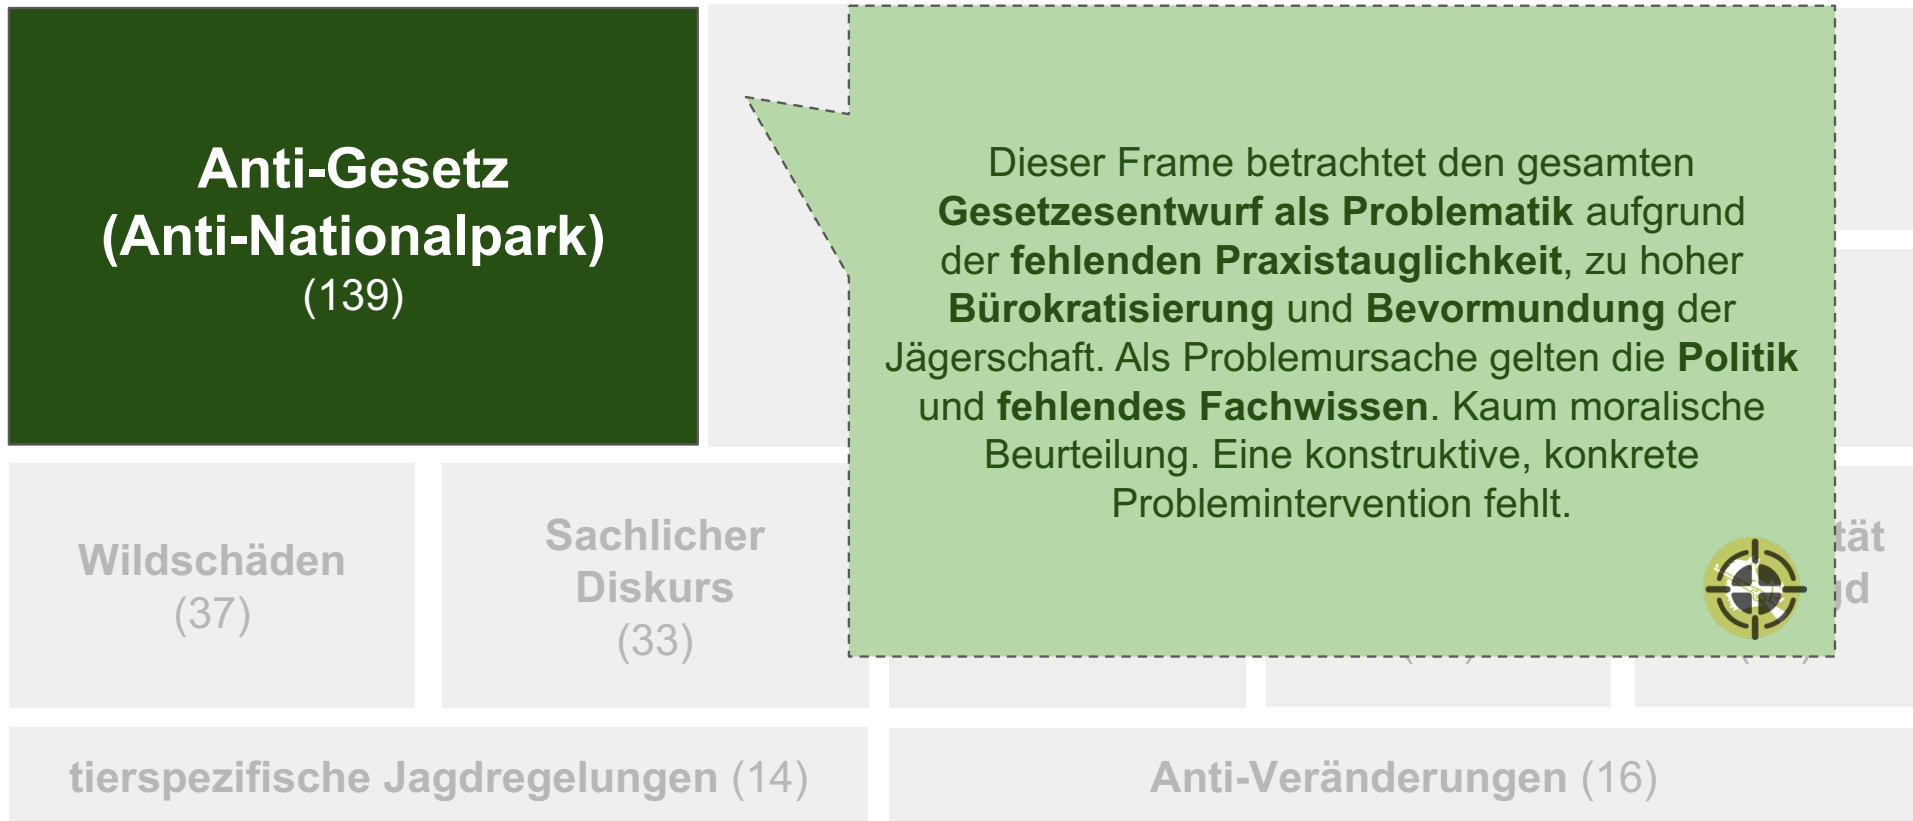 Anti-Gesetz
(Anti-Nationalpark)
(139)
Dieser Frame betrachtet den gesamten
Gesetzesentwurf als Problematik aufgrund
der fehlenden Praxistauglichkeit, zu hoher
Bürokratisierung und Bevormundung der
Jägerschaft. Als Problemursache gelten die Politik
und fehlendes Fachwissen. Kaum moralische
Beurteilung. Eine konstruktive, konkrete
Problemintervention fehlt.
Wildschäden
(37)
Sachlicher
Diskurs
(33)
tierspezifische Jagdregelungen (14)
Anti-Veränderungen (16)